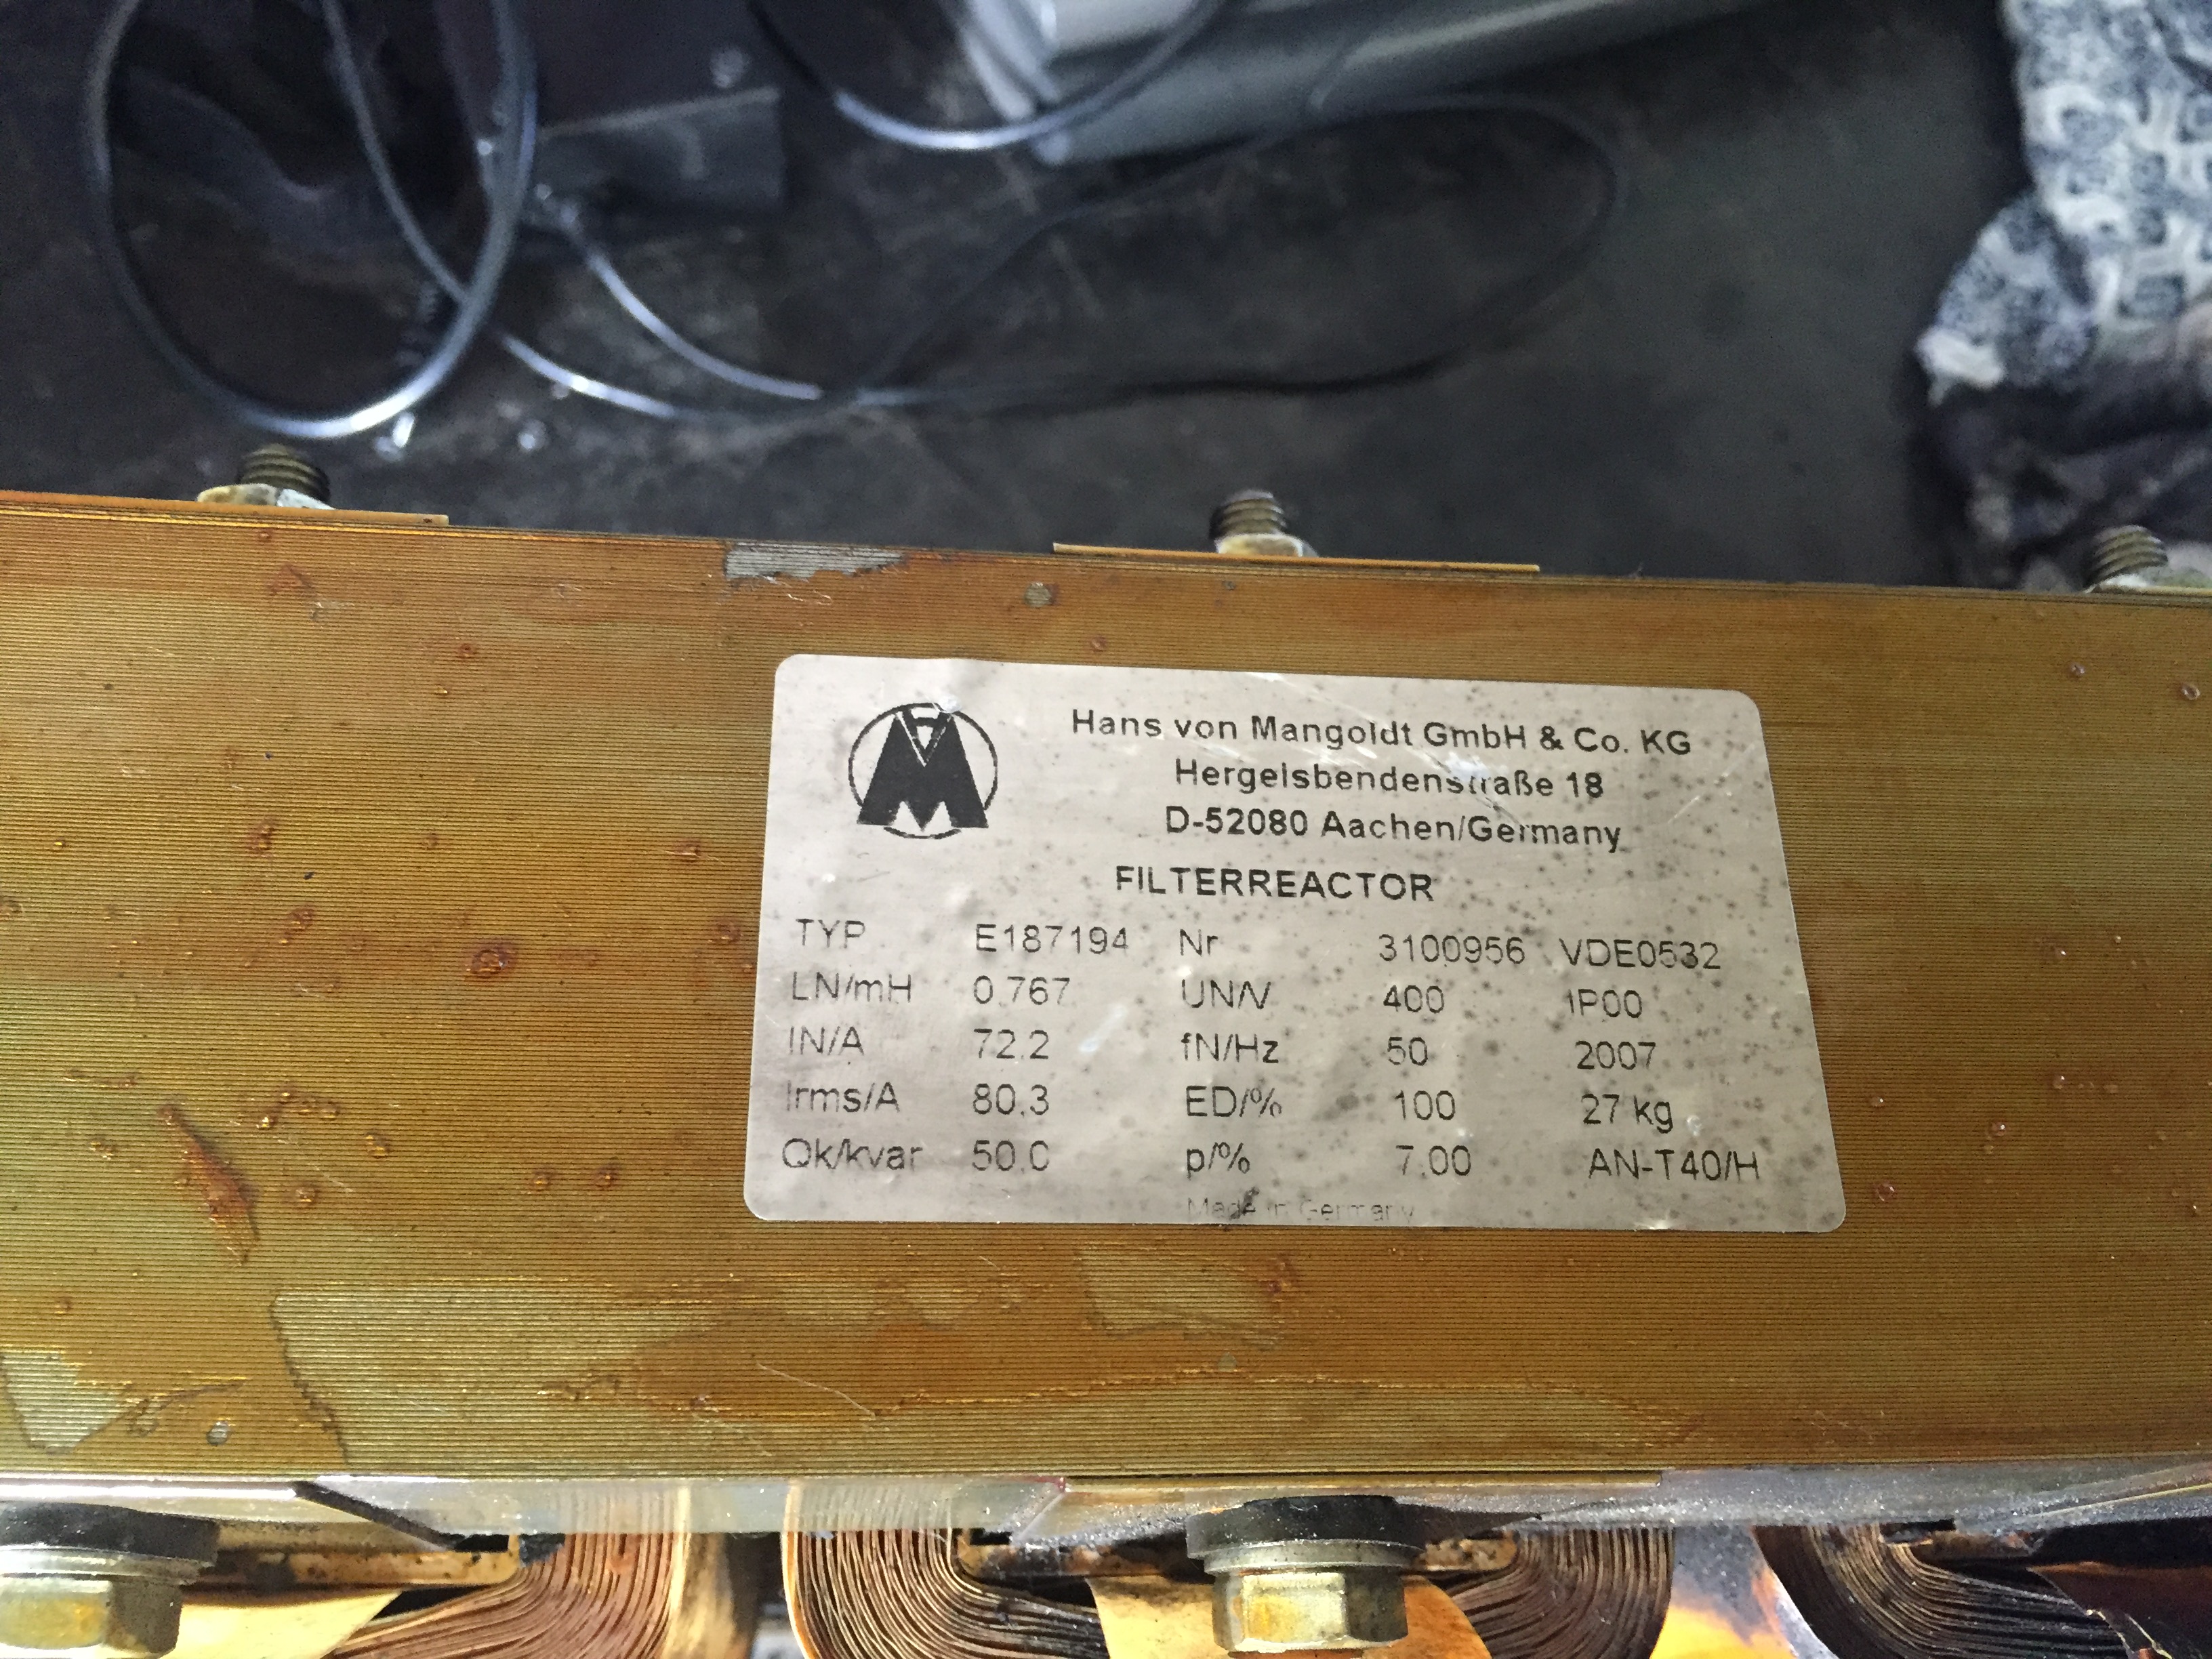 Hans von Mangoldt GmbH & Co. KG
Hergelsbendenstraße 18
D-52080 Aachen/Germany
FILTERREACTOR
TYP E187194 Nr 3100956 VDE0532
LN/mH 0.767 UN/V 400 IP00
IN/A 72.2 fN/Hz 50 2007
Irms/A 80.3 ED/% 100 27 kg
Qk/kvar 50.0 p/% 7.00 AN-T40/H
Made in Germany